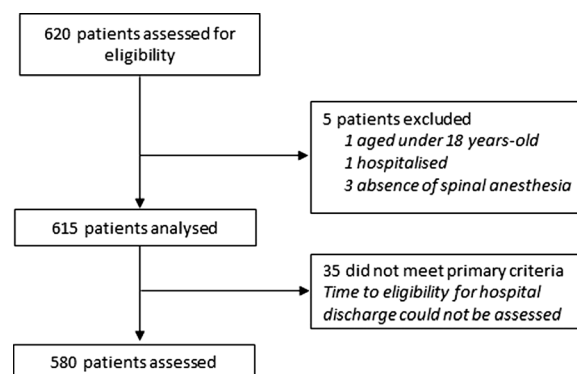 620 patients assessed for
eligibility
5 patients excluded
1 aged under 18 years-old
1 hospitalised
3 absence of spinal anesthesia
615 patients analysed
35 did not meet primary criteria
Time to eligibility for hospital
discharge could not be assessed
580 patients assessed